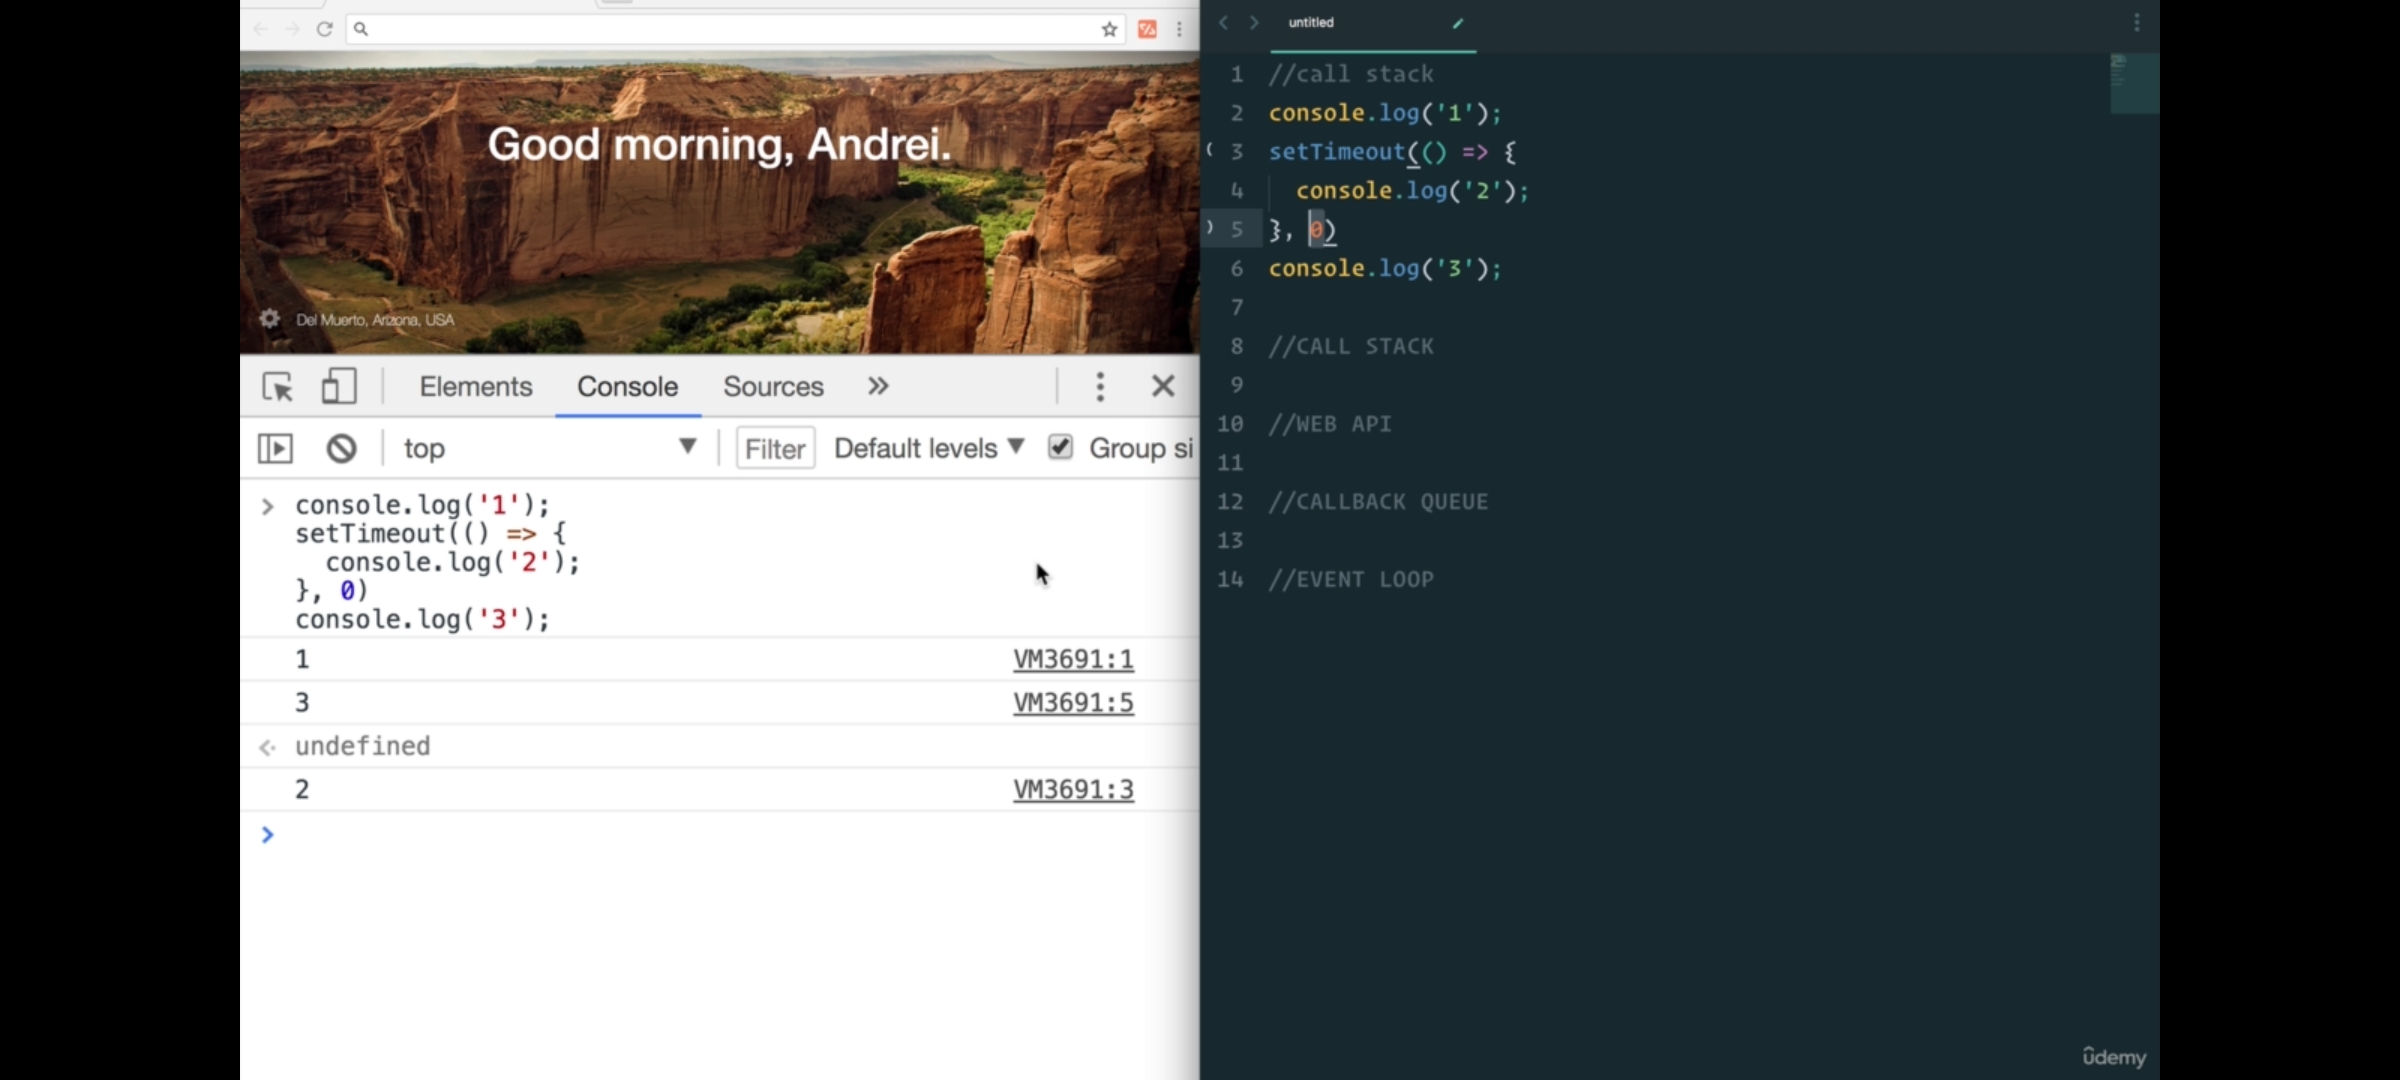 Good morning, Andrei.
Del Muerto, Arizona, USA
Elements Console Sources »
top Filter Default levels Group si
> console.log('1');
setTimeout(() => {
  console.log('2');
}, 0)
console.log('3');
1 VM3691:1
3 VM3691:5
undefined
2 VM3691:3
>
untitled
1 //call stack
2 console.log('1');
3 setTimeout(() => {
4   console.log('2');
5 }, 0)
6 console.log('3');
7
8 //CALL STACK
9
10 //WEB API
11
12 //CALLBACK QUEUE
13
14 //EVENT LOOP
ûdemy